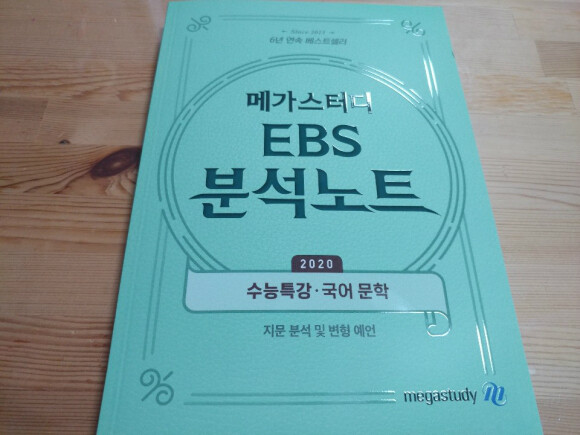 Since 2013
6년 연속 베스트셀러
메가스터디
EBS
분석노트
2020
수능특강·국어 문학
지문 분석 및 변형 예언
megastudy